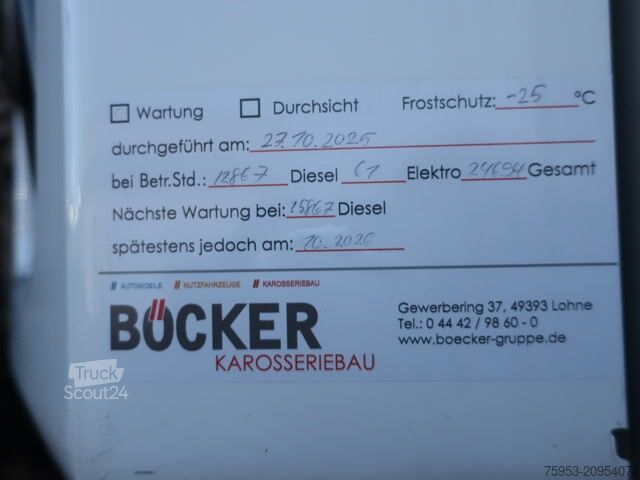 Wartung Durchsicht Frostschutz: -25 °C
durchgeführt am: 27.10.2025
bei Betr.Std.: 12867 Diesel 61 Elektro 24694 Gesamt
Nächste Wartung bei: 15867 Diesel
spätestens jedoch am: 10.2026
// AUTOMOBILE // NUTZFAHRZEUGE // KAROSSERIEBAU
BÖCKER
KAROSSERIEBAU
Gewerbering 37, 49393 Lohne
Tel.: 0 44 42 / 98 60 - 0
www.boecker-gruppe.de
Truck
Scout24